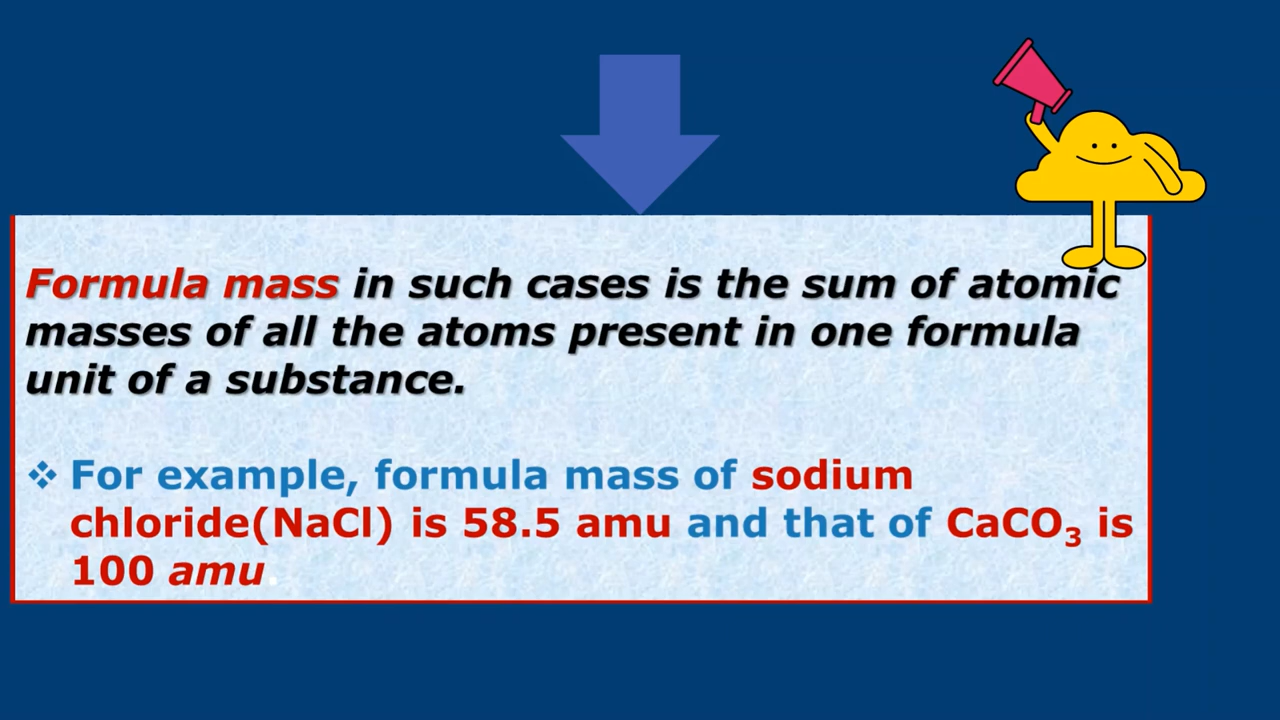 Formula mass in such cases is the sum of atomic
masses of all the atoms present in one formula
unit of a substance.
❖ For example, formula mass of sodium
chloride(NaCl) is 58.5 amu and that of CaCO₃ is
100 amu.